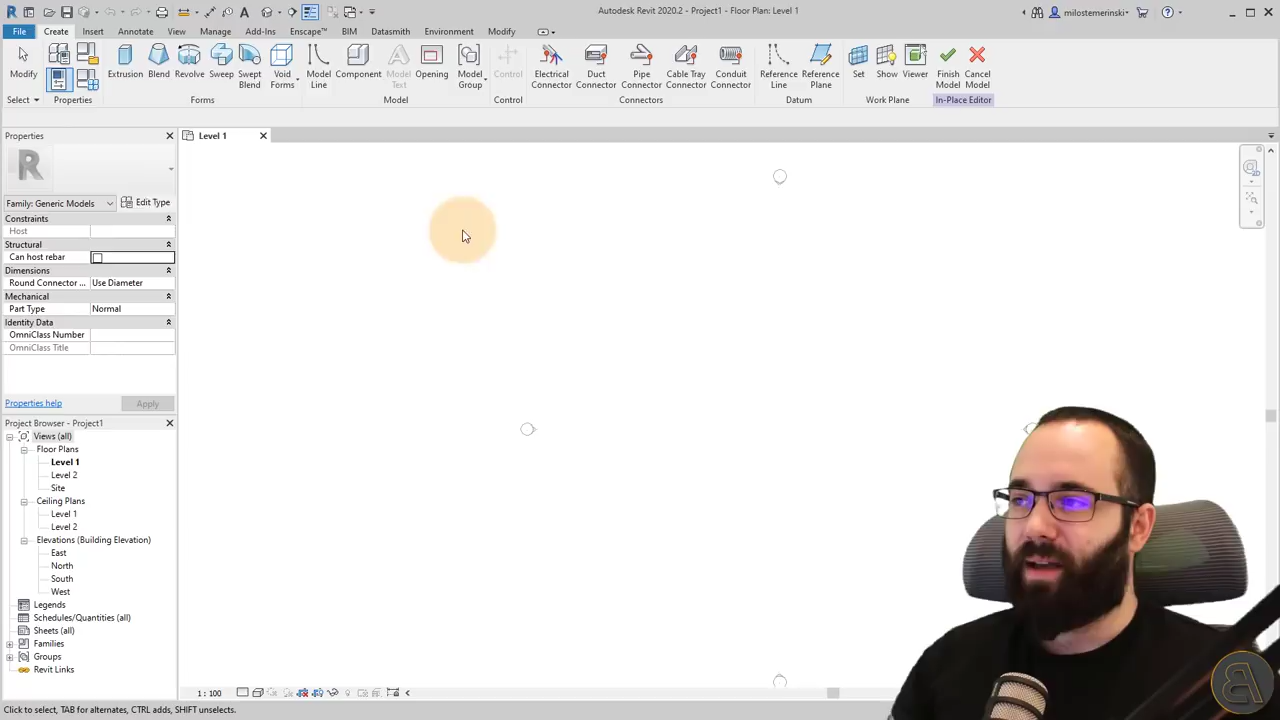 Autodesk Revit 2020.2 - Project1 - Floor Plan: Level 1
milostemerinski
File Create Insert Annotate View Manage Add-Ins Enscape™ BIM Datasmith Environment Modify
Modify Extrusion Blend Revolve Sweep Swept Blend Void Forms Model Line Component Model Text Opening Model Group Control Electrical Connector Duct Connector Pipe Connector Cable Tray Connector Conduit Connector Reference Line Reference Plane Set Show Viewer Finish Model Cancel Model
Select Properties Forms Model Control Connectors Datum Work Plane In-Place Editor
Properties
Level 1
R
Family: Generic Models Edit Type
Constraints
Host
Structural
Can host rebar
Dimensions
Round Connector ... Use Diameter
Mechanical
Part Type Normal
Identity Data
OmniClass Number
OmniClass Title
Properties help Apply
Project Browser - Project1
Views (all)
Floor Plans
Level 1
Level 2
Site
Ceiling Plans
Level 1
Level 2
Elevations (Building Elevation)
East
North
South
West
Legends
Schedules/Quantities (all)
Sheets (all)
Families
Groups
Revit Links
1 : 100
Click to select, TAB for alternates, CTRL adds, SHIFT unselects.